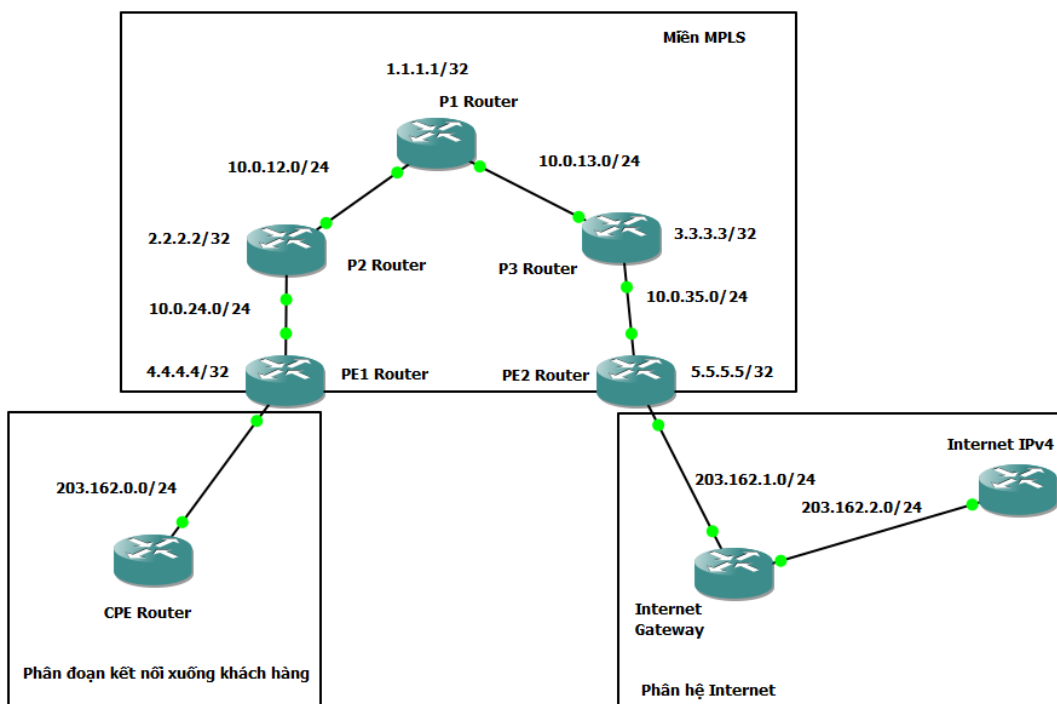 Miền MPLS
1.1.1.1/32
P1 Router
10.0.12.0/24
10.0.13.0/24
2.2.2.2/32
3.3.3.3/32
P2 Router
P3 Router
10.0.24.0/24
10.0.35.0/24
4.4.4.4/32
PE1 Router
PE2 Router
5.5.5.5/32
Internet IPv4
203.162.0.0/24
203.162.1.0/24
203.162.2.0/24
CPE Router
Internet
Gateway
Phân đoạn kết nối xuống khách hàng
Phân hệ Internet